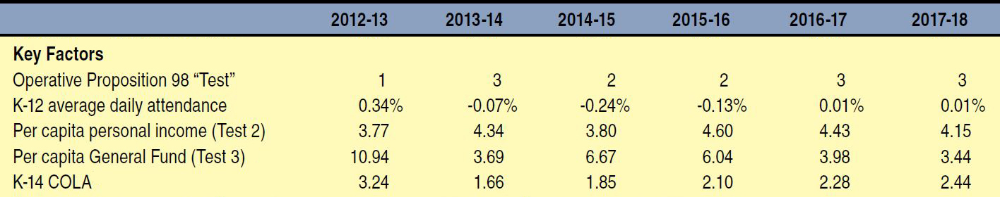 2012-13 2013-14 2014-15 2015-16 2016-17 2017-18
Key Factors
Operative Proposition 98 “Test” 1 3 2 2 3 3
K-12 average daily attendance 0.34% -0.07% -0.24% -0.13% 0.01% 0.01%
Per capita personal income (Test 2) 3.77 4.34 3.80 4.60 4.43 4.15
Per capita General Fund (Test 3) 10.94 3.69 6.67 6.04 3.98 3.44
K-14 COLA 3.24 1.66 1.85 2.10 2.28 2.44